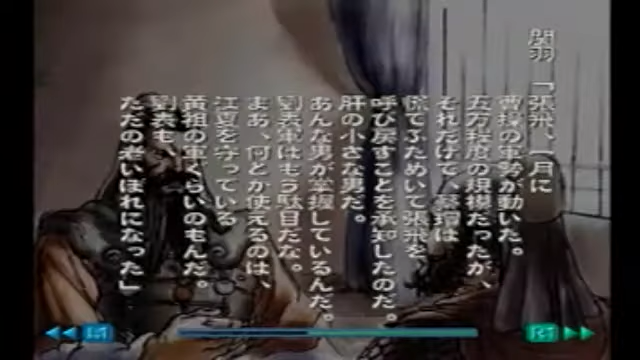 関羽「張飛、一月に
曹操の軍勢が動いた。
五万程度の規模だったが、
それだけで、蔡瑁は
慌てふためいて張飛を、
呼び戻すことを承知したのだ。
肝の小さな男だ。
あんな男が掌握しているんだ。
劉表軍はもう駄目だな。
まあ、何とか使えるのは、
江夏を守っている
黄祖の軍くらいのもんだ。
劉表も、
ただの老いぼれになった」